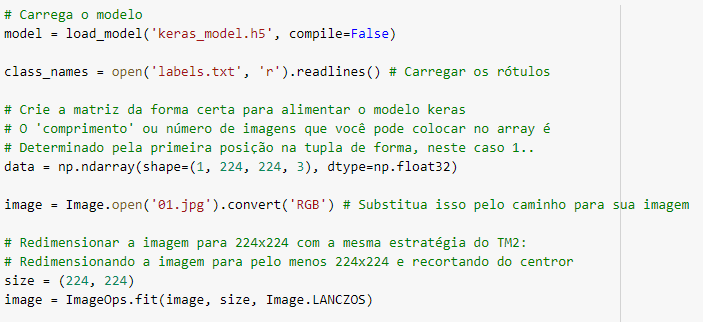 # Carrega o modelo
model = load_model('keras_model.h5', compile=False)
class_names = open('labels.txt', 'r').readlines() # Carregar os rótulos
# Crie a matriz da forma certa para alimentar o modelo keras
# O 'comprimento' ou número de imagens que você pode colocar no array é
# Determinado pela primeira posição na tupla de forma, neste caso 1..
data = np.ndarray(shape=(1, 224, 224, 3), dtype=np.float32)
image = Image.open('01.jpg').convert('RGB') # Substitua isso pelo caminho para sua imagem
# Redimensionar a imagem para 224x224 com a mesma estratégia do TM2:
# Redimensionando a imagem para pelo menos 224x224 e recortando do centror
size = (224, 224)
image = ImageOps.fit(image, size, Image.LANCZOS)